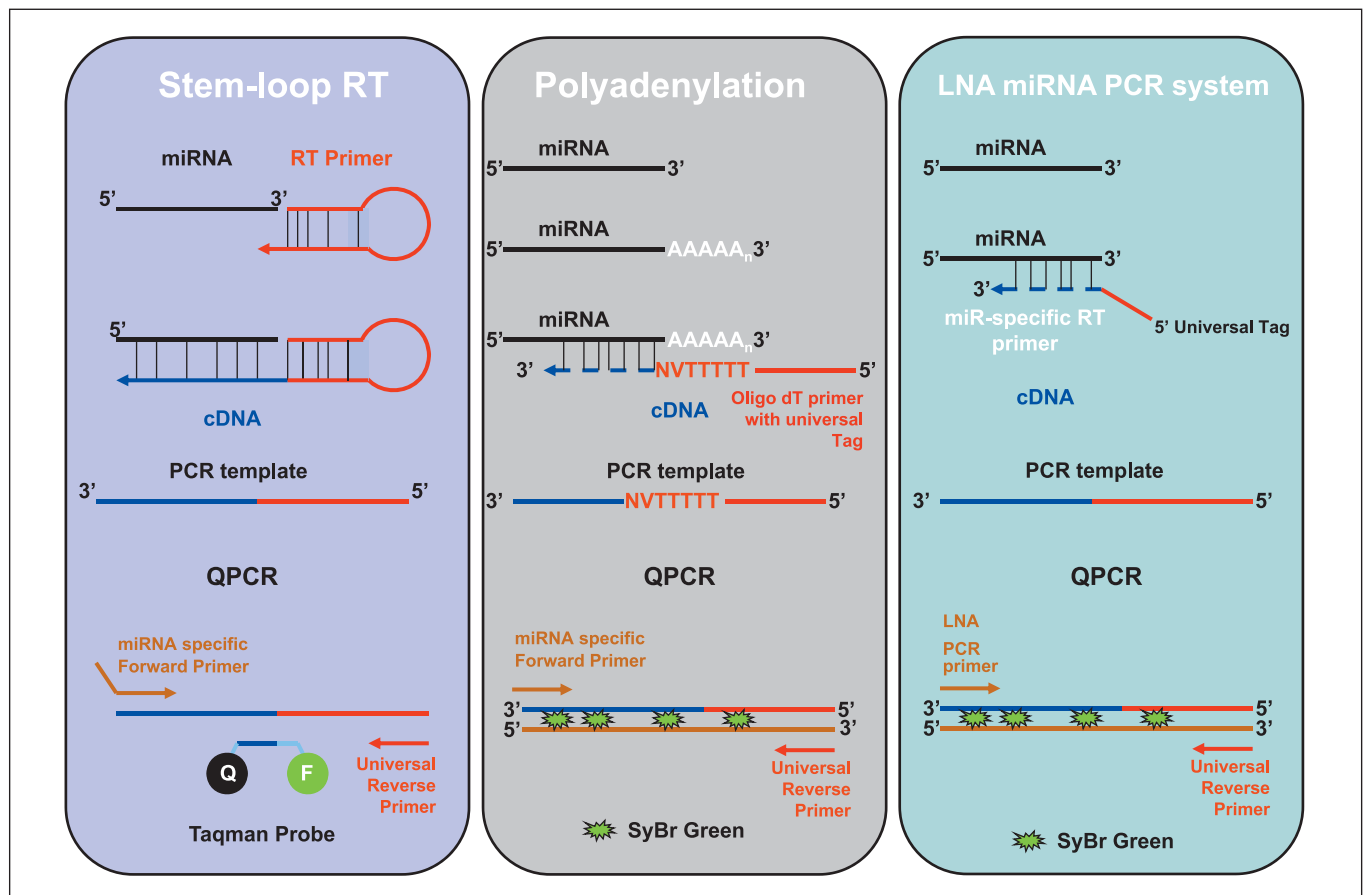 Stem-loop RT
miRNA
RT Primer
5’
3’
5’
cDNA
PCR template
3’
5’
QPCR
miRNA specific
Forward Primer
Q
F
Universal
Reverse
Primer
Taqman Probe
Polyadenylation
miRNA
5’
3’
miRNA
5’
AAAAAn3’
miRNA
5’
AAAAAn3’
3’
NVTTTTT
5’
cDNA
Oligo dT primer
with universal
Tag
PCR template
3’
NVTTTTT
5’
QPCR
miRNA specific
Forward Primer
3’
5’
5’
3’
Universal
Reverse
Primer
SyBr Green
LNA miRNA PCR system
miRNA
5’
3’
miRNA
5’
3’
3’
miR-specific RT
primer
5’ Universal Tag
cDNA
PCR template
3’
5’
QPCR
LNA
PCR
primer
3’
5’
5’
3’
Universal
Reverse
Primer
SyBr Green